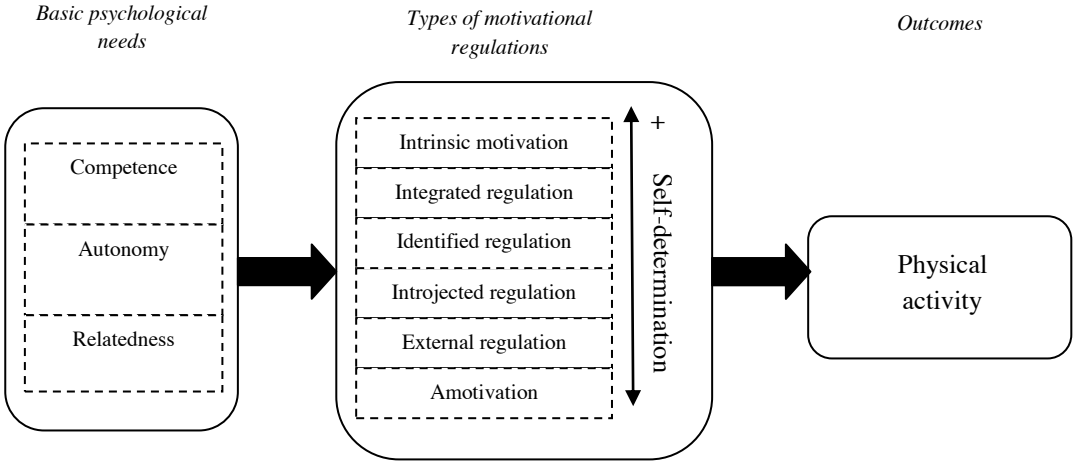 Basic psychological
needs
Types of motivational
regulations
Outcomes
Competence
Autonomy
Relatedness
Intrinsic motivation
Integrated regulation
Identified regulation
Introjected regulation
External regulation
Amotivation
+
Self-determination
Physical
activity